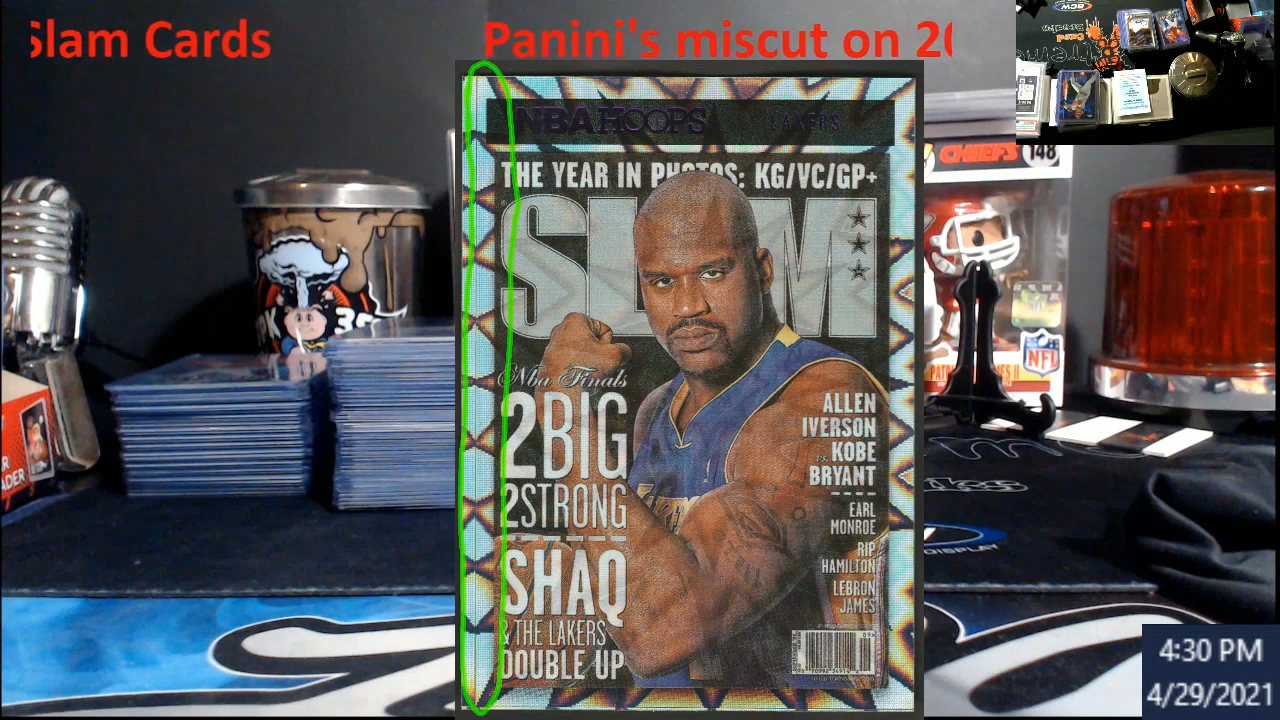 Slam Cards
Panini's miscut on 20
NBA HOOPS
LAKERS
THE YEAR IN PHOTOS: KG/VC/GP+
SLAM
Nba Finals
2BIG
2STRONG
SHAQ
& THE LAKERS
DOUBLE UP
ALLEN
IVERSON
vs. KOBE
BRYANT
EARL
MONROE
RIP
HAMILTON
LEBRON
JAMES
CHIEFS 148
NFL
DISPLAY
4:30 PM
4/29/2021